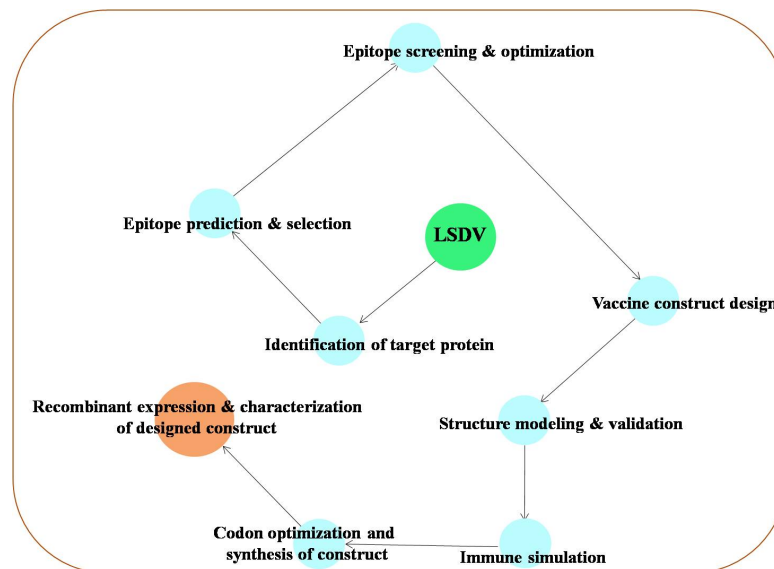 Epitope screening & optimization
Epitope prediction & selection
LSDV
Vaccine construct design
Identification of target protein
Recombinant expression & characterization
of designed construct
Structure modeling & validation
Codon optimization and
synthesis of construct
Immune simulation